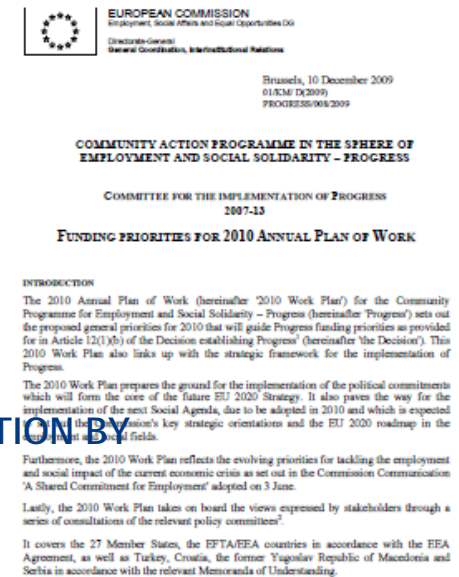 EUROPEAN COMMISSION
Employment, Social Affairs and Equal Opportunities DG
Directorate-General
General Coordination, Interinstitutional Relations
Brussels, 10 December 2009
01/KM/ D(2009)
PROGRESS/008/2009
COMMUNITY ACTION PROGRAMME IN THE SPHERE OF
EMPLOYMENT AND SOCIAL SOLIDARITY – PROGRESS
COMMITTEE FOR THE IMPLEMENTATION OF PROGRESS
2007-13
FUNDING PRIORITIES FOR 2010 ANNUAL PLAN OF WORK
INTRODUCTION
The 2010 Annual Plan of Work (hereinafter '2010 Work Plan') for the Community
Programme for Employment and Social Solidarity – Progress (hereinafter 'Progress') sets out
the proposed general priorities for 2010 that will guide Progress funding priorities as provided
for in Article 12(1)(b) of the Decision establishing Progress¹ (hereinafter 'the Decision'). This
2010 Work Plan also links up with the strategic framework for the implementation of
Progress.
The 2010 Work Plan prepares the ground for the implementation of the political commitments
which will form the core of the future EU 2020 Strategy. It also paves the way for the
implementation of the next Social Agenda, due to be adopted in 2010 and which is expected
the Commission's key strategic orientations and the EU 2020 roadmap in the
TION BY
employment and social fields.
Furthermore, the 2010 Work Plan reflects the evolving priorities for tackling the employment
and social impact of the current economic crisis as set out in the Commission Communication
'A Shared Commitment for Employment' adopted on 3 June.
Lastly, the 2010 Work Plan takes on board the views expressed by stakeholders through a
series of consultations of the relevant policy committees².
It covers the 27 Member States, the EFTA/EEA countries in accordance with the EEA
Agreement, as well as Turkey, Croatia, the former Yugoslav Republic of Macedonia and
Serbia in accordance with the relevant Memoranda of Understanding.